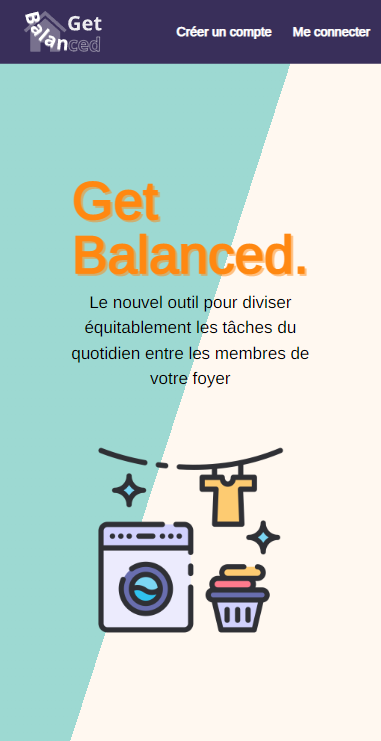 Get
Balanced
Créer un compte
Me connecter
Get
Balanced.
Le nouvel outil pour diviser
équitablement les tâches du
quotidien entre les membres de
votre foyer